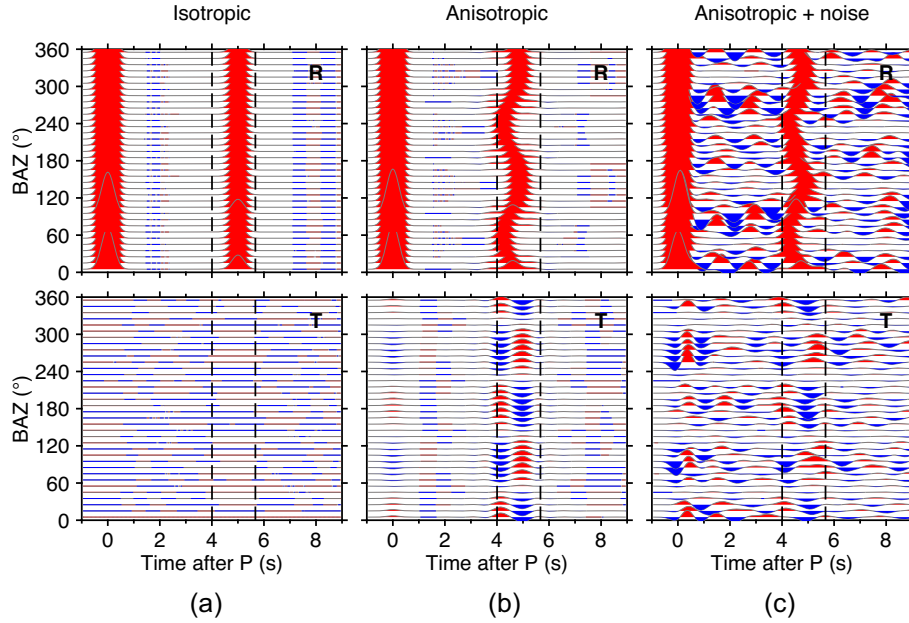 Isotropic
Anisotropic
Anisotropic + noise
BAZ (°)
360
300
240
180
120
60
0
R
R
R
BAZ (°)
360
300
240
180
120
60
0
T
T
T
0 2 4 6 8
0 2 4 6 8
0 2 4 6 8
Time after P (s)
Time after P (s)
Time after P (s)
(a)
(b)
(c)